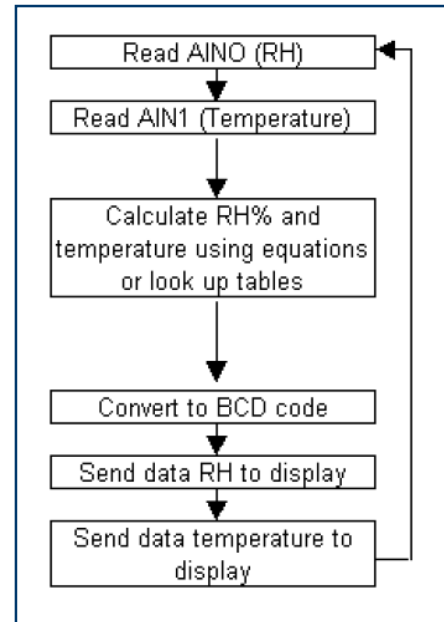 Read AINO (RH)
Read AIN1 (Temperature)
Calculate RH% and
temperature using equations
or look up tables
Convert to BCD code
Send data RH to display
Send data temperature to
display